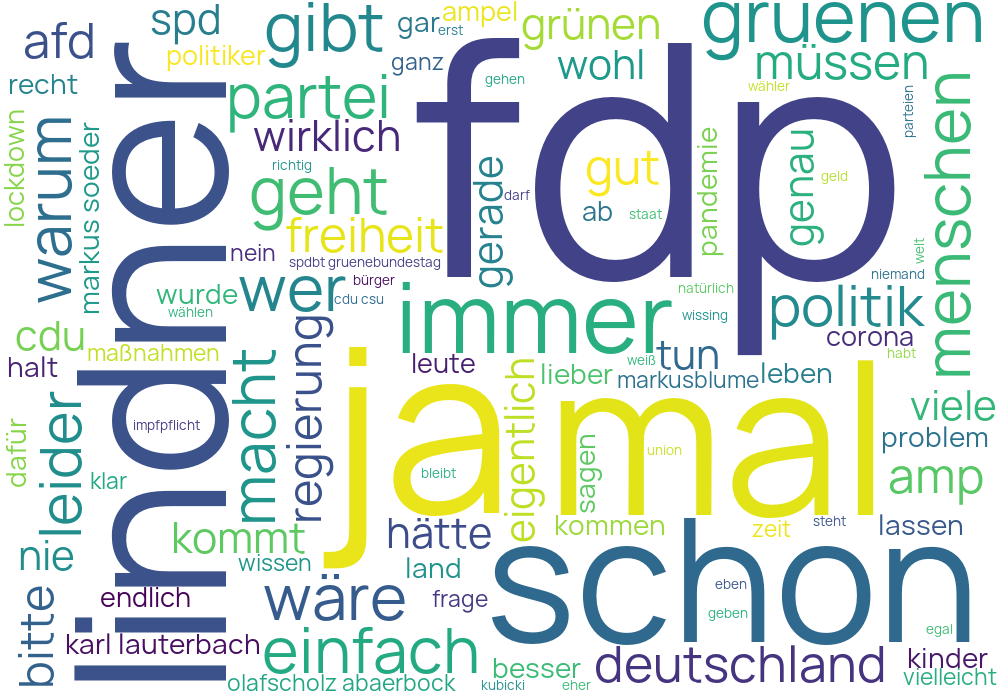 afd
spd
gibt
gar
ampel
erst
grünen
gruenen
politiker
recht
ganz
gehen
wohl
müssen
wähler
parteien
partei
fdp
lindner
wirklich
lockdown
warum
markus soeder
richtig
geht
gerade
darf
gut
ab
staat
pandemie
genau
geld
menschen
freiheit
nein
spdbt gruenebundestag
bürger
cdu csu
welt
niemand
wurde
wählen
wer
immer
natürlich
wissing
politik
corona
habt
cdu
maßnahmen
halt
macht
regierung
leute
weiß
tun
lieber
markusblume
leben
ja
mal
eigentlich
viele
problem
dafür
leider
impfpflicht
klar
bleibt
sagen
union
amp
kommt
hätte
kommen
zeit
steht
lassen
nie
wissen
land
schon
bitte
endlich
wäre
frage
eben
geben
egal
karl lauterbach
einfach
besser
deutschland
kinder
olafscholz abaerbock
kubicki
eher
vielleicht